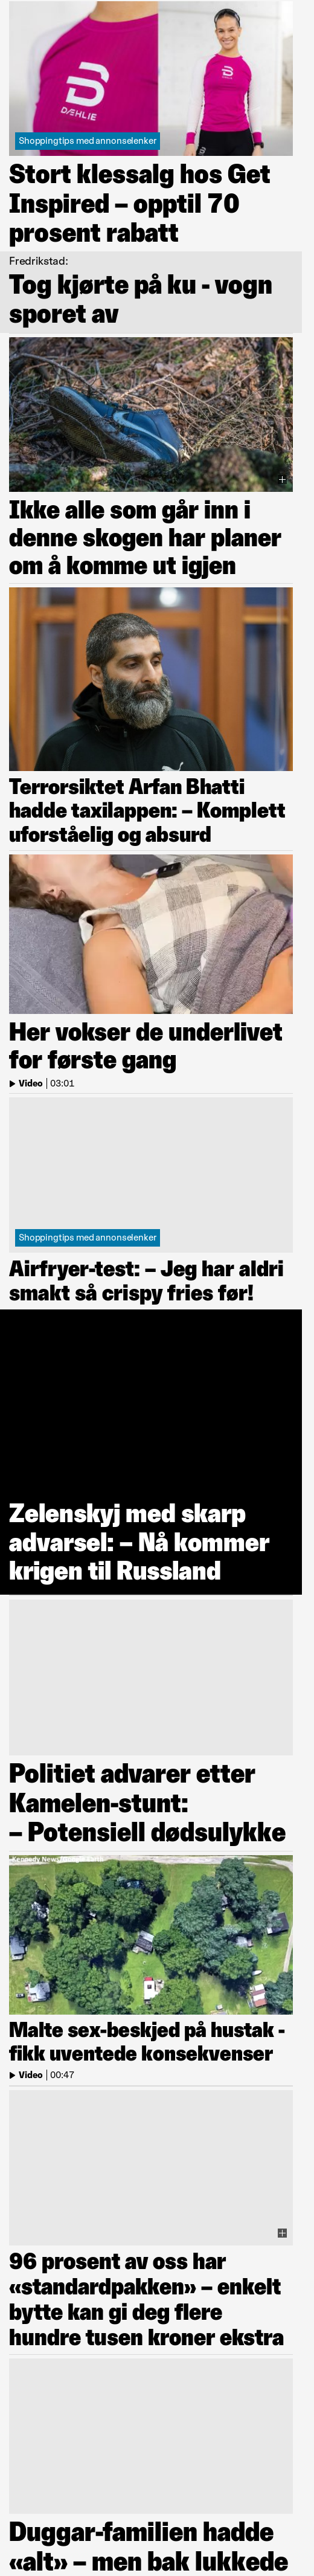 DÆHLIE
Shoppingtips med annonselenker
Stort klessalg hos Get
Inspired – opptil 70
prosent rabatt
Fredrikstad:
Tog kjørte på ku - vogn
sporet av
Ikke alle som går inn i
denne skogen har planer
om å komme ut igjen
Terrorsiktet Arfan Bhatti
hadde taxilappen: – Komplett
uforståelig og absurd
Her vokser de underlivet
for første gang
Video | 03:01
Shoppingtips med annonselenker
Airfryer-test: – Jeg har aldri
smakt så crispy fries før!
Zelenskyj med skarp
advarsel: – Nå kommer
krigen til Russland
Politiet advarer etter
Kamelen-stunt:
– Potensiell dødsulykke
Kennedy News
Malte sex-beskjed på hustak -
fikk uventede konsekvenser
Video | 00:47
96 prosent av oss har
«standardpakken» – enkelt
bytte kan gi deg flere
hundre tusen kroner ekstra
Duggar-familien hadde
«alt» – men bak lukkede